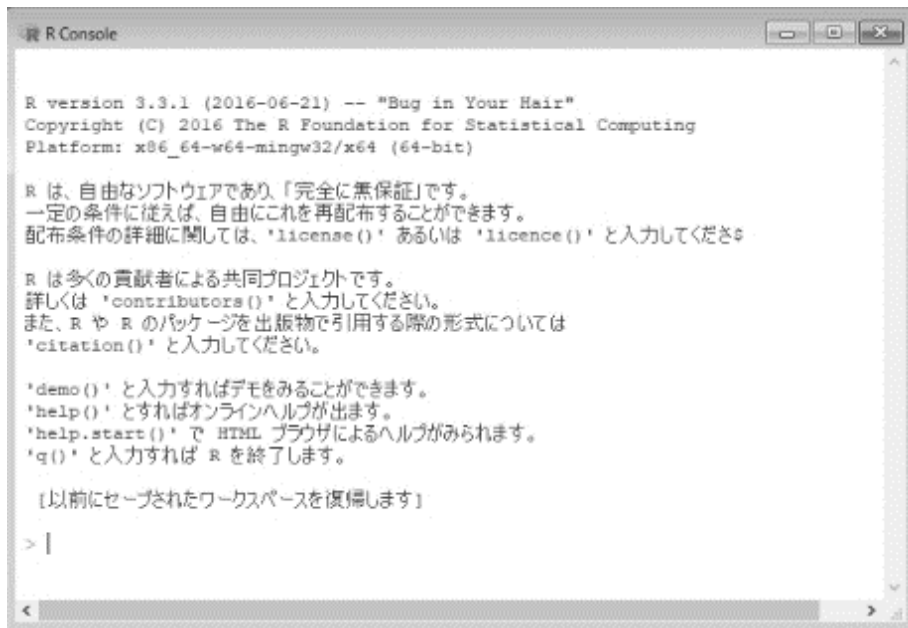 R Console
R version 3.3.1 (2016-06-21) -- "Bug in Your Hair"
Copyright (C) 2016 The R Foundation for Statistical Computing
Platform: x86_64-w64-mingw32/x64 (64-bit)
R は、自由なソフトウェアであり、「完全に無保証」です。
一定の条件に従えば、自由にこれを再配布することができます。
配布条件の詳細に関しては、'license()' あるいは 'licence()' と入力してくださ$
R は多くの貢献者による共同プロジェクトです。
詳しくは 'contributors()' と入力してください。
また、R や R のパッケージを出版物で引用する際の形式については
'citation()' と入力してください。
'demo()' と入力すればデモをみることができます。
'help()' とすればオンラインヘルプが出ます。
'help.start()' で HTML ブラウザによるヘルプがみられます。
'q()' と入力すれば R を終了します。
[以前にセーブされたワークスペースを復帰します]
>